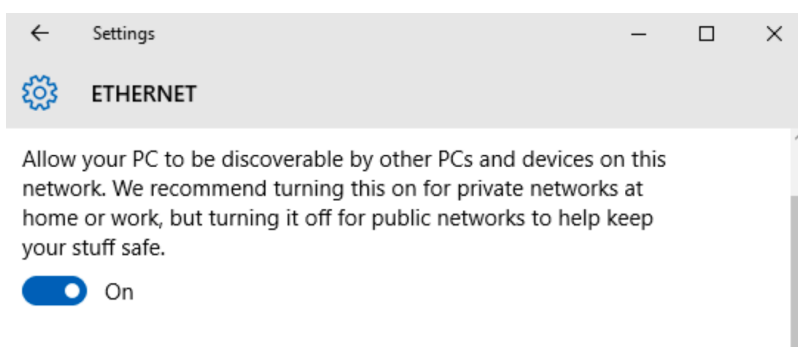 Settings
ETHERNET
Allow your PC to be discoverable by other PCs and devices on this
network. We recommend turning this on for private networks at
home or work, but turning it off for public networks to help keep
your stuff safe.
On